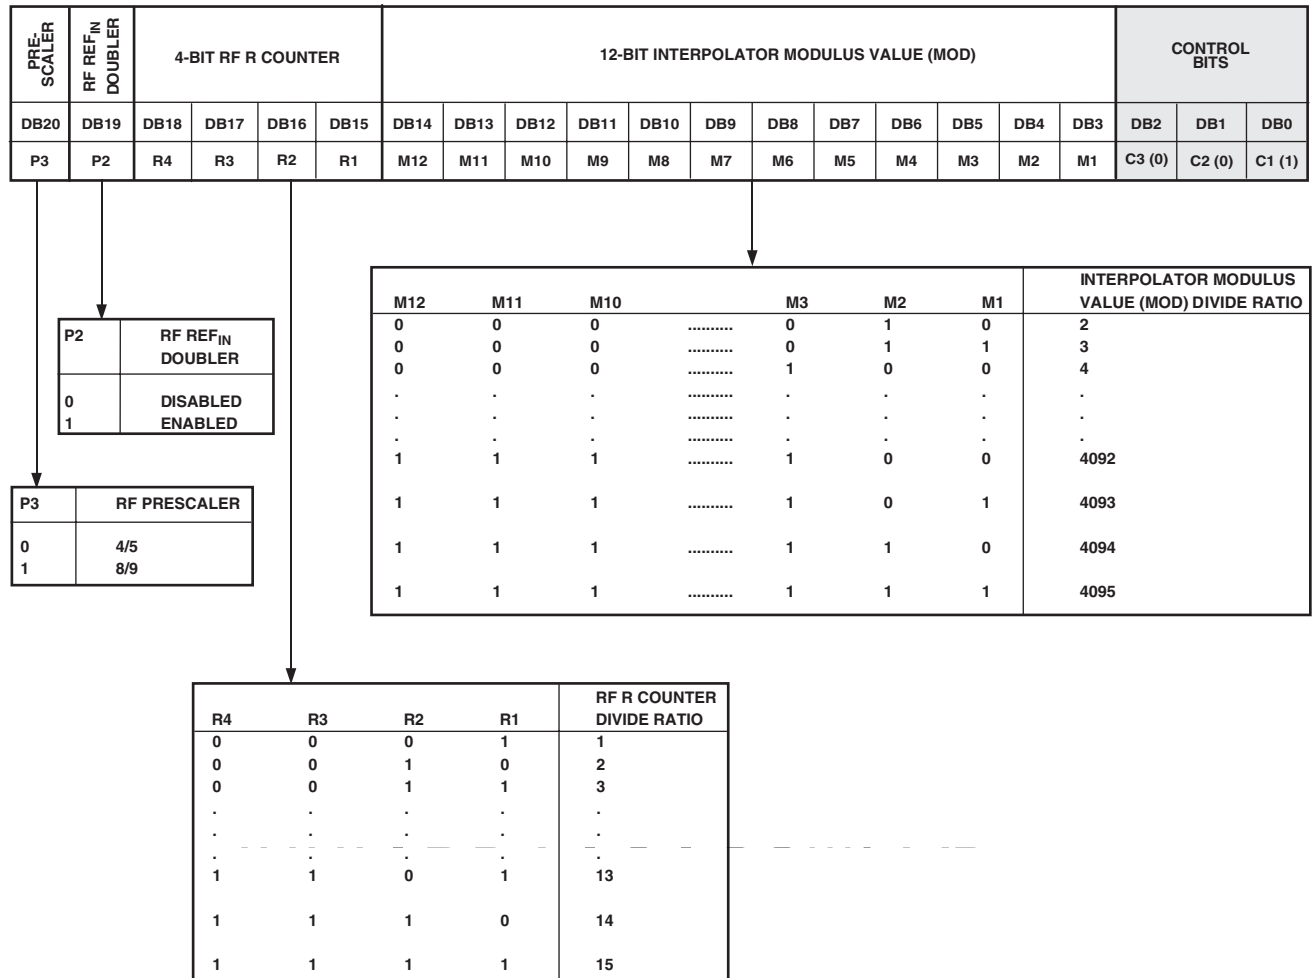 PRE-
SCALER
RF REFIN
DOUBLER
4-BIT RF R COUNTER
12-BIT INTERPOLATOR MODULUS VALUE (MOD)
CONTROL
BITS
DB20 DB19 DB18 DB17 DB16 DB15 DB14 DB13 DB12 DB11 DB10 DB9 DB8 DB7 DB6 DB5 DB4 DB3 DB2 DB1 DB0
P3 P2 R4 R3 R2 R1 M12 M11 M10 M9 M8 M7 M6 M5 M4 M3 M2 M1 C3 (0) C2 (0) C1 (1)
P2 RF REFIN
DOUBLER
0 DISABLED
1 ENABLED
P3 RF PRESCALER
0 4/5
1 8/9
INTERPOLATOR MODULUS
M12 M11 M10 M3 M2 M1 VALUE (MOD) DIVIDE RATIO
0 0 0 .......... 0 1 0 2
0 0 0 .......... 0 1 1 3
0 0 0 .......... 1 0 0 4
. . . .......... . . . .
. . . .......... . . . .
. . . .......... . . . .
1 1 1 .......... 1 0 0 4092
1 1 1 .......... 1 0 1 4093
1 1 1 .......... 1 1 0 4094
1 1 1 .......... 1 1 1 4095
RF R COUNTER
R4 R3 R2 R1 DIVIDE RATIO
0 0 0 1 1
0 0 1 0 2
0 0 1 1 3
. . . . .
. . . . .
. . . . .
1 1 0 1 13
1 1 1 0 14
1 1 1 1 15